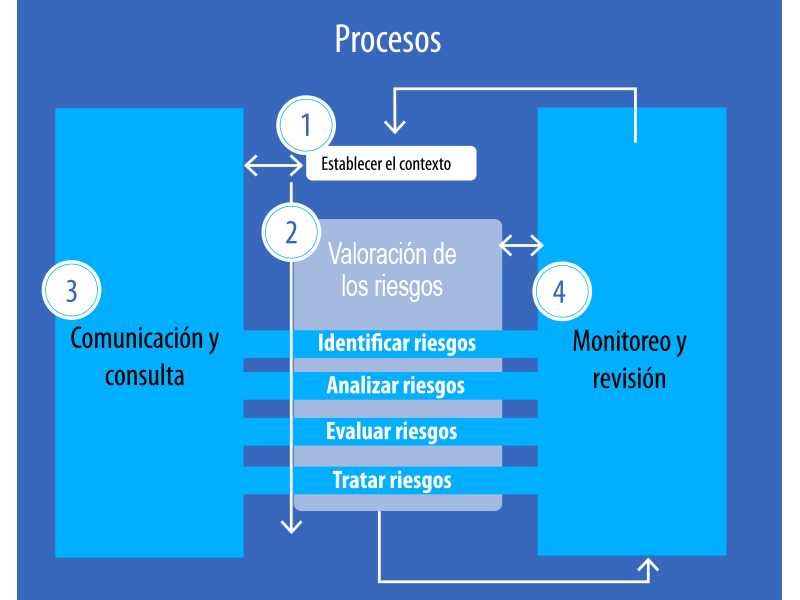 Procesos
1
Establecer el contexto
2
Valoración de
los riesgos
3
Comunicación y
consulta
4
Monitoreo y
revisión
Identificar riesgos
Analizar riesgos
Evaluar riesgos
Tratar riesgos